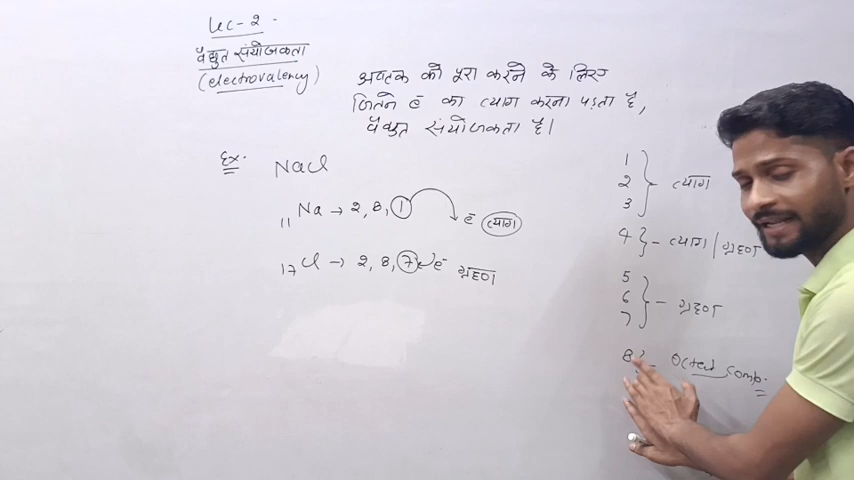 Lec-2.
वैद्युत संयोजकता
(electrovalency)
अष्टक को पूरा करने के लिए
जितने e̅ का त्याग करना पड़ता है,
वैद्युत संयोजकता है।
Ex. NaCl
₁₁Na → 2, 8, 1 e̅ त्याग
₁₇Cl → 2, 8, 7 e̅ ग्रहण
1
2 } - त्याग
3
4 } - त्याग / ग्रहण
5
6 } - ग्रहण
7
8 } - Octet comp.